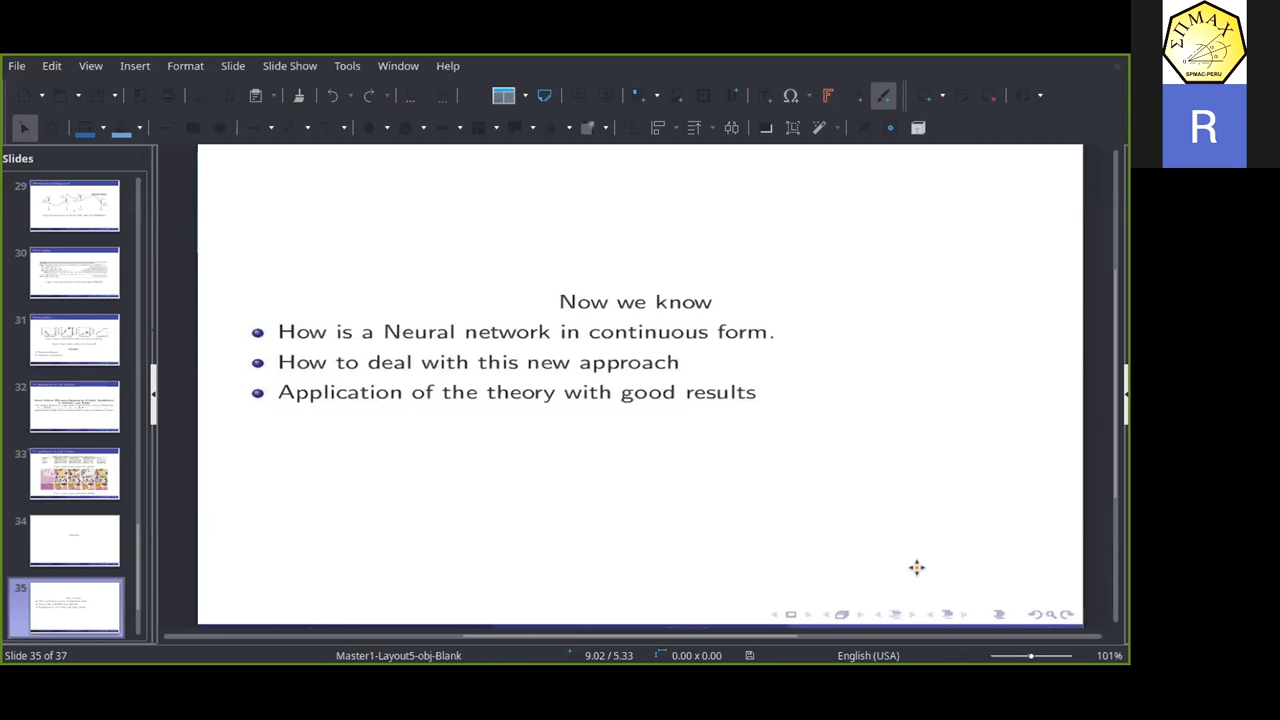 File Edit View Insert Format Slide Slide Show Tools Window Help
ΣΠΜΑΧ
SPMAC-PERU
R
Slides
29
30
31
32
33
34
35
Now we know
How is a Neural network in continuous form.
How to deal with this new approach
Application of the theory with good results
Slide 35 of 37 Master1-Layout5-obj-Blank 9.02 / 5.33 0.00 x 0.00 English (USA) 101%